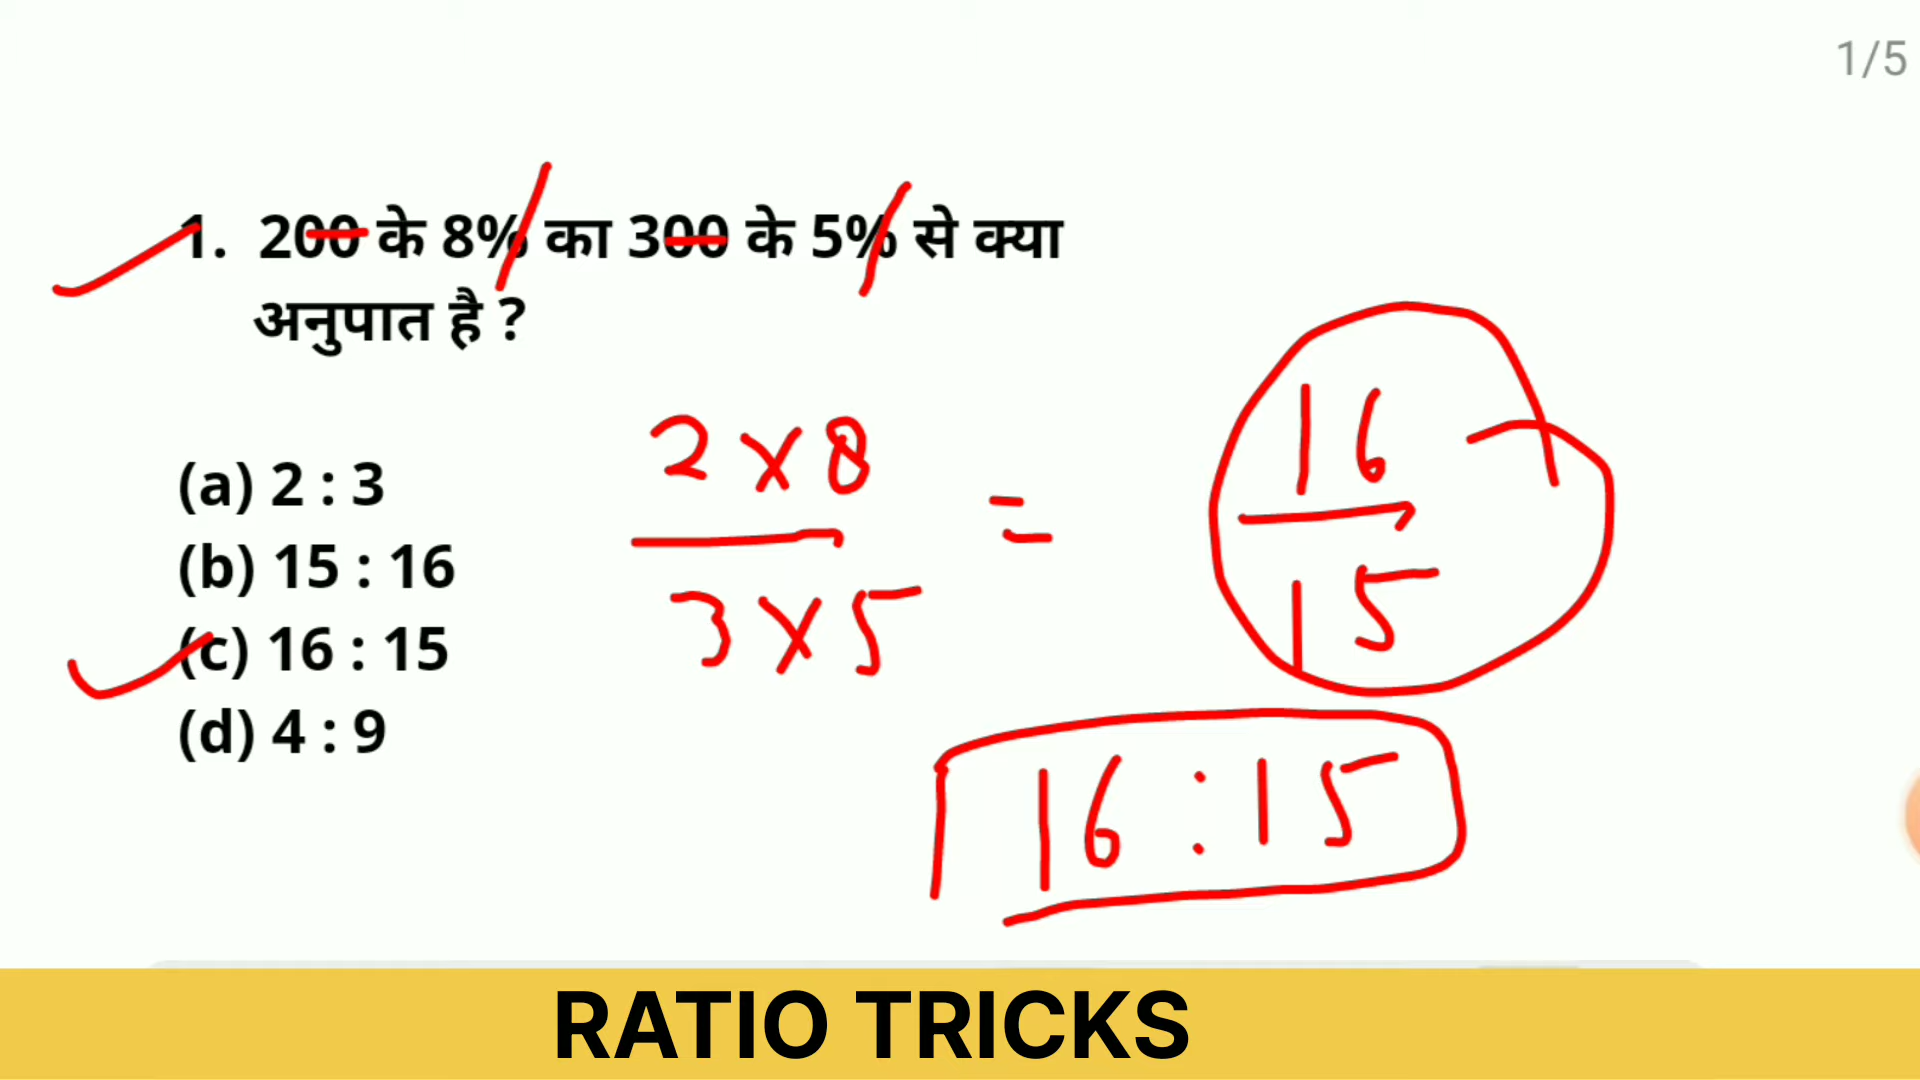 1/5
1. 200 के 8% का 300 के 5% से क्या
अनुपात है ?
(a) 2 : 3
(b) 15 : 16
(c) 16 : 15
(d) 4 : 9
2 x 8
3 x 5
=
16
15
16 : 15
RATIO TRICKS